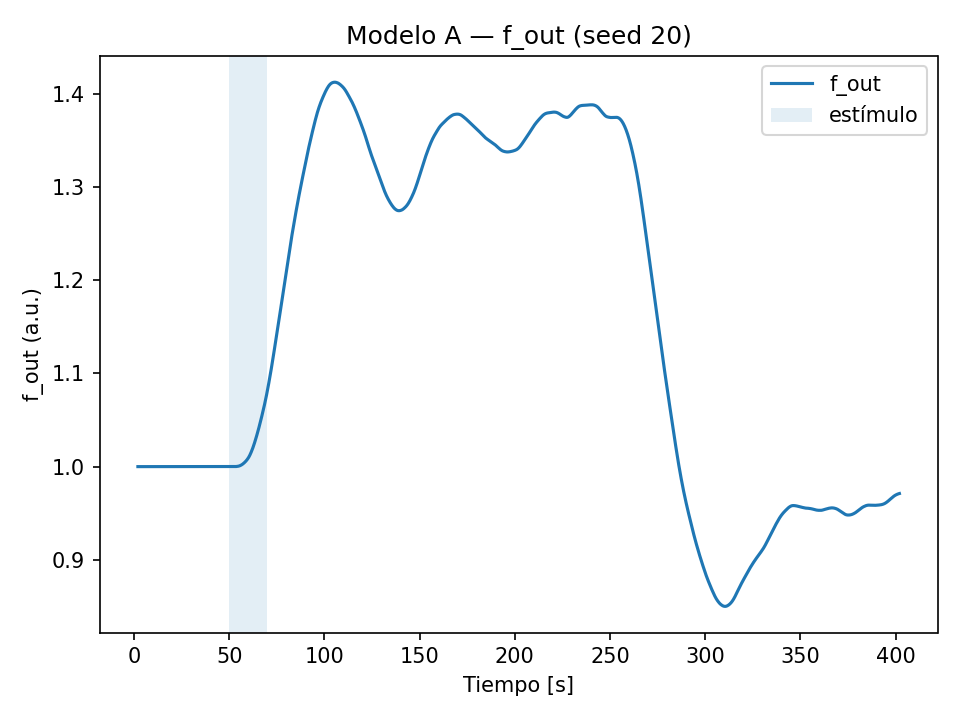 Modelo A — f_out (seed 20)
f_out
estímulo
f_out (a.u.)
1.4
1.3
1.2
1.1
1.0
0.9
0 50 100 150 200 250 300 350 400
Tiempo [s]